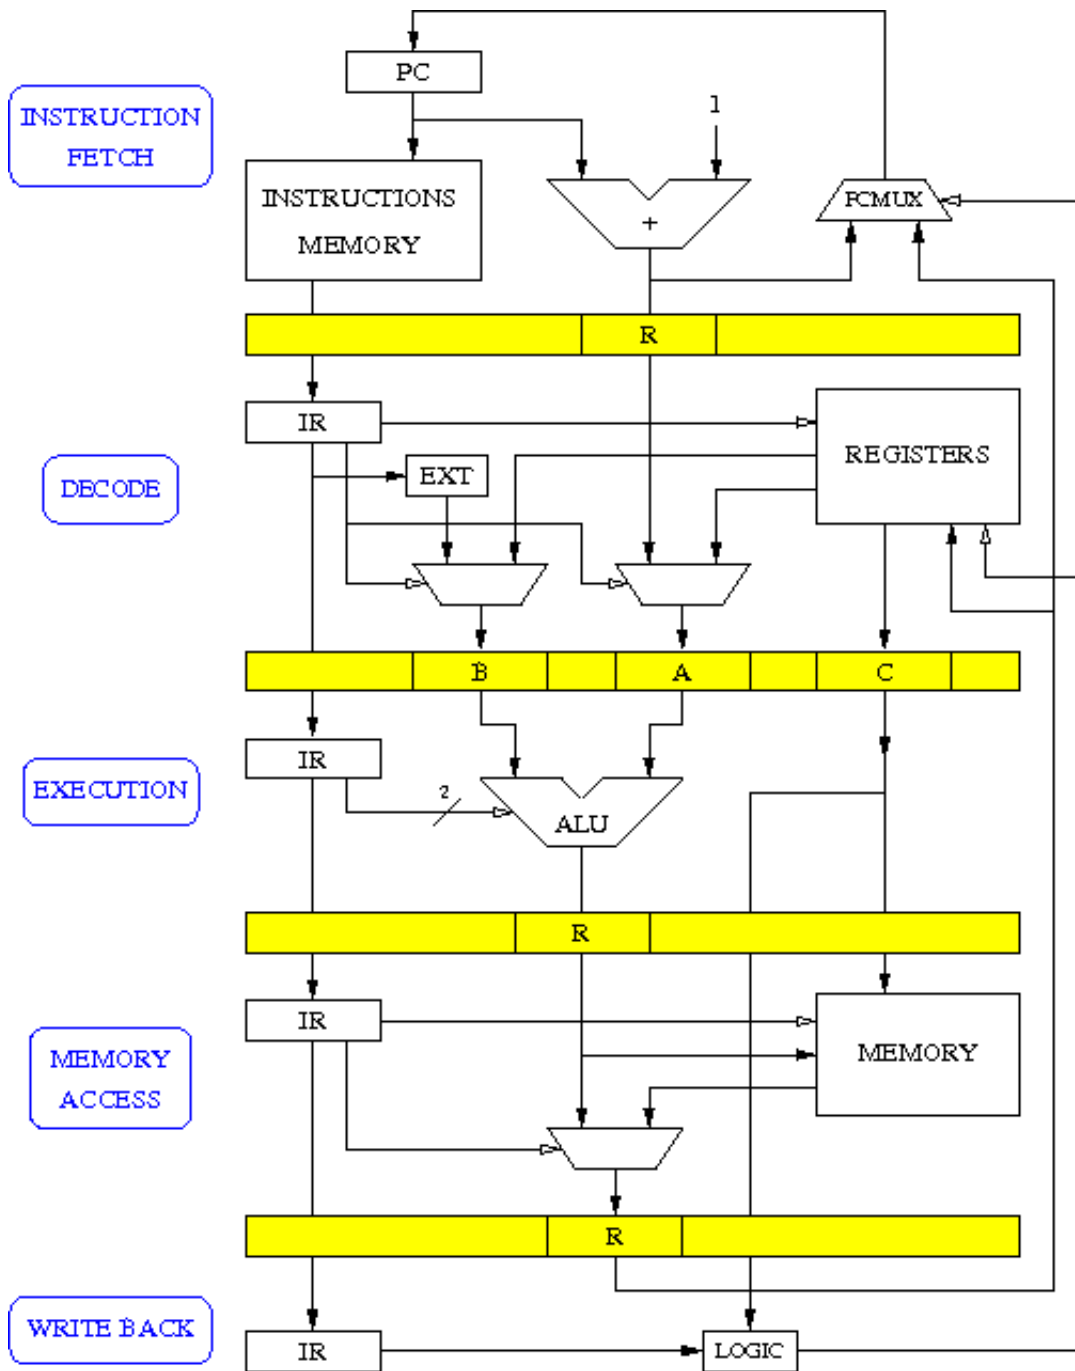 PC
INSTRUCTION
FETCH
1
INSTRUCTIONS
MEMORY
+
PCMUX
R
IR
REGISTERS
DECODE
EXT
B
A
C
IR
EXECUTION
2
ALU
R
IR
MEMORY
MEMORY
ACCESS
R
WRITE BACK
IR
LOGIC